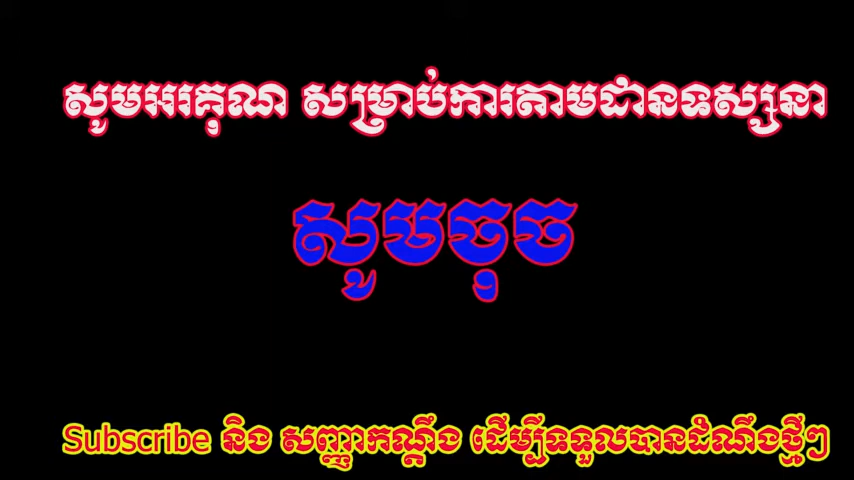 សូមអរគុណ សម្រាប់ការតាមដានទស្សនា
សូមចុច
Subscribe និង សញ្ញាកណ្ដឹង ដើម្បីទទួលបានដំណឹងថ្មីៗ